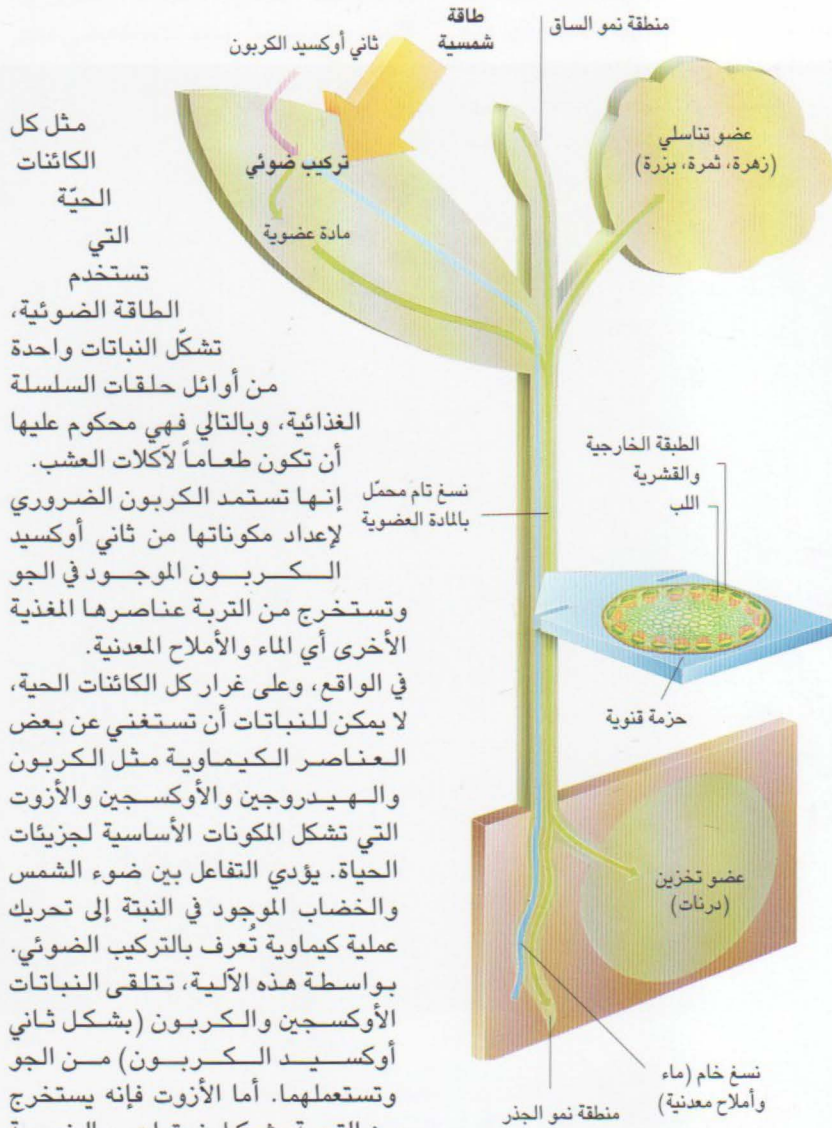 طاقة
شمسية
ثاني أوكسيد الكربون
منطقة نمو الساق
عضو تناسلي
(زهرة، ثمرة، بزرة)
تركيب ضوئي
مادة عضوية
مثل كل
الكائنات
الحيّة
التي
تستخدم
الطاقة الضوئية،
تشكّل النباتات واحدة
من أوائل حلقات السلسلة
الغذائية، وبالتالي فهي محكوم عليها
أن تكون طعاماً لآكلات العشب.
إنها تستمد الكربون الضروري
لإعداد مكوناتها من ثاني أوكسيد
الكربون الموجود في الجو
وتستخرج من التربة عناصرها المغذية
الأخرى أي الماء والأملاح المعدنية.
في الواقع، وعلى غرار كل الكائنات الحية،
لا يمكن للنباتات أن تستغني عن بعض
العناصر الكيماوية مثل الكربون
والهيدروجين والأوكسجين والأزوت
التي تشكل المكونات الأساسية لجزيئات
الحياة. يؤدي التفاعل بين ضوء الشمس
والخضاب الموجود في النبتة إلى تحريك
عملية كيماوية تُعرف بالتركيب الضوئي.
بواسطة هذه الآلية، تتلقى النباتات
الأوكسجين والكربون (بشكل ثاني
أوكسيد الكربون) من الجو
وتستعملهما. أما الأزوت فإنه يستخرج
نسغ تام محمّل
بالمادة العضوية
الطبقة الخارجية
والقشرية
اللب
حزمة قنوية
عضو تخزين
(درنات)
نسغ خام (ماء
وأملاح معدنية)
منطقة نمو الجذر